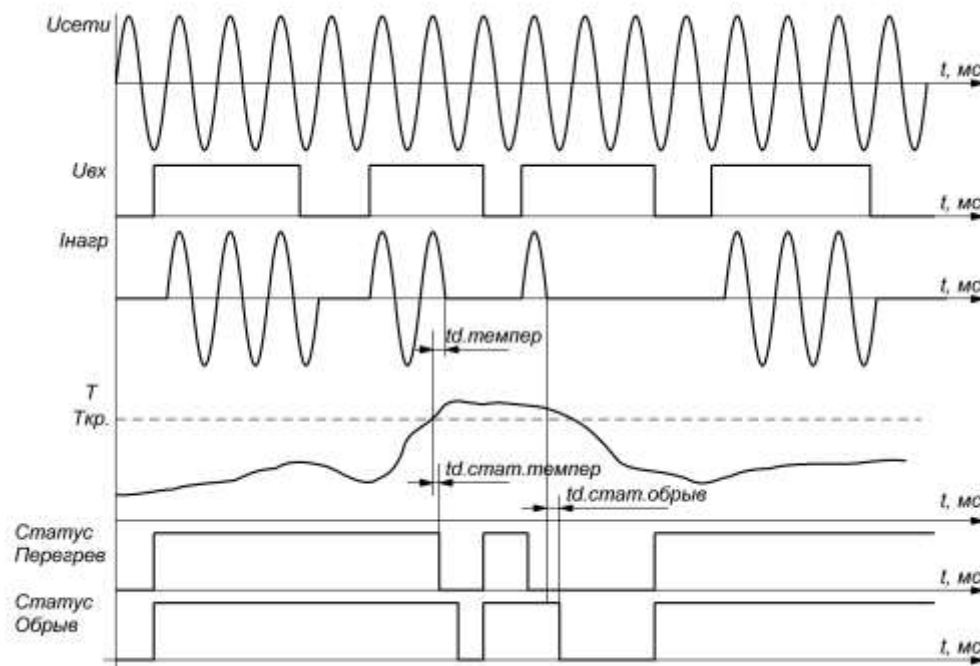 Uсети
t, мс
Uвх
t, мс
Iнагр
t, мс
td.темпер
T
Tкр.
td.стат.темпер
td.стат.обрыв
t, мс
Статус
Перегрев
t, мс
Статус
Обрыв
t, мс